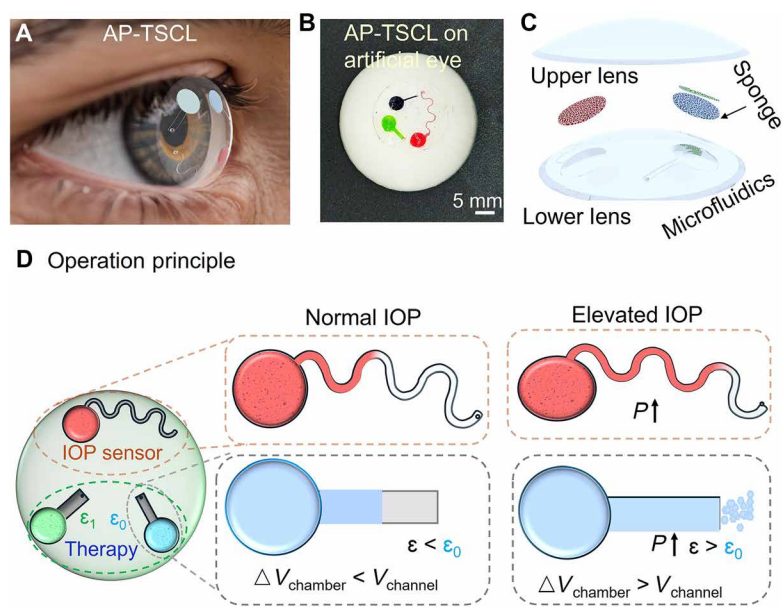 A
AP-TSCL
B
AP-TSCL on
artificial eye
5 mm
C
Upper lens
Sponge
Lower lens
Microfluidics
D Operation principle
Normal IOP
Elevated IOP
P↑
IOP sensor
ε₁ ε₀
Therapy
ε < ε₀
P↑ ε > ε₀
△Vchamber < Vchannel
△Vchamber > Vchannel